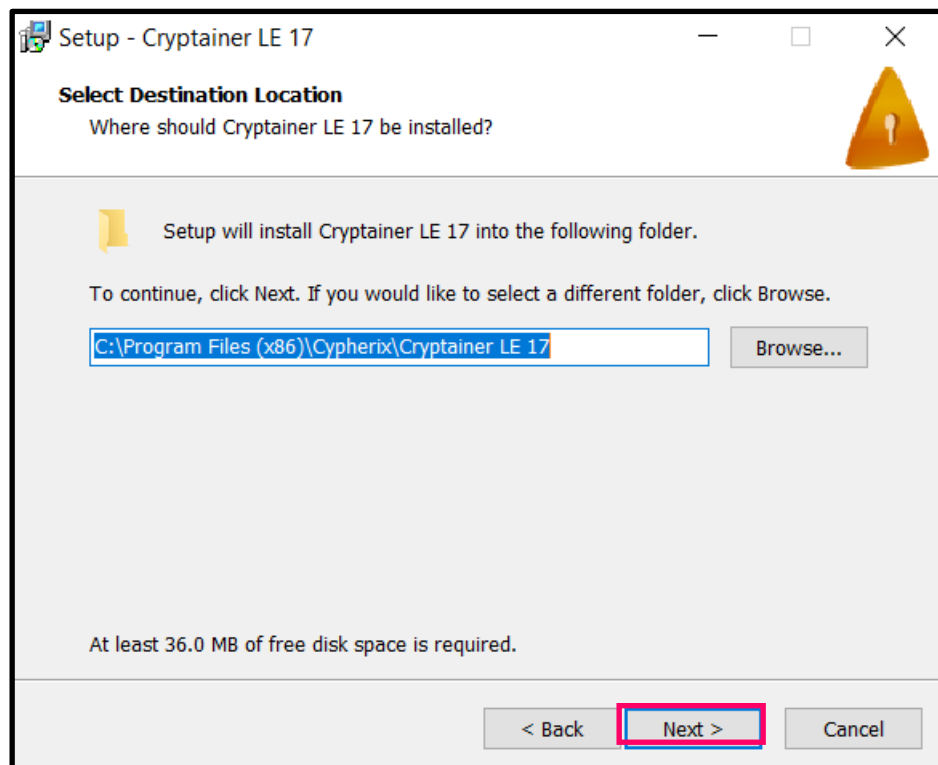 Setup - Cryptainer LE 17
Select Destination Location
Where should Cryptainer LE 17 be installed?
Setup will install Cryptainer LE 17 into the following folder.
To continue, click Next. If you would like to select a different folder, click Browse.
C:\Program Files (x86)\Cypherix\Cryptainer LE 17
Browse...
At least 36.0 MB of free disk space is required.
< Back
Next >
Cancel